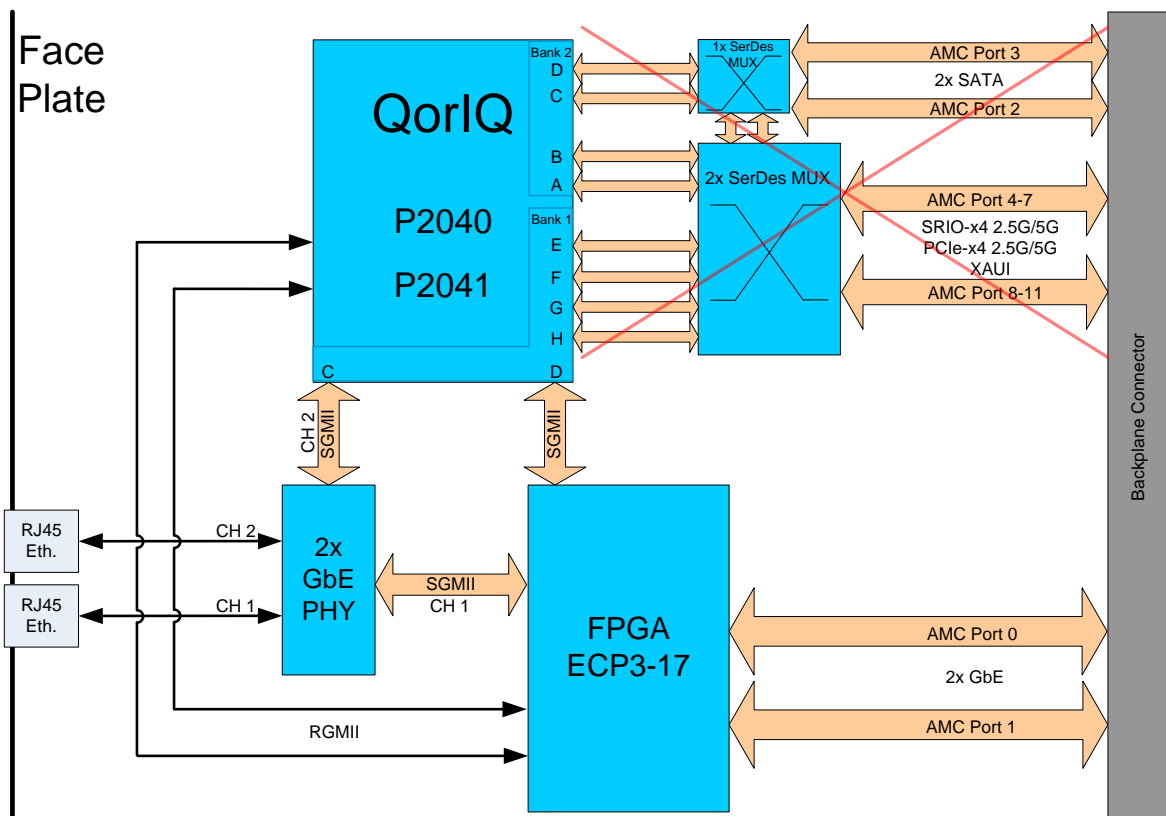 Face
Plate
QorIQ
P2040
P2041
Bank 2
D
C
B
A
Bank 1
E
F
G
H
C
D
1x SerDes
MUX
2x SerDes MUX
AMC Port 3
2x SATA
AMC Port 2
AMC Port 4-7
SRIO-x4 2.5G/5G
PCIe-x4 2.5G/5G
XAUI
AMC Port 8-11
Backplane Connector
CH 2
SGMII
SGMII
RJ45
Eth.
CH 2
RJ45
Eth.
CH 1
2x
GbE
PHY
SGMII
CH 1
FPGA
ECP3-17
RGMII
AMC Port 0
2x GbE
AMC Port 1